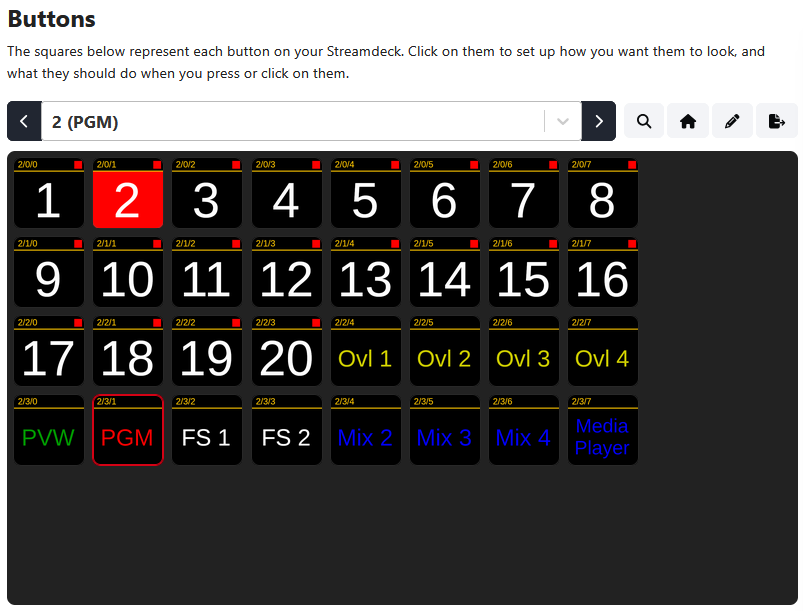 Buttons
The squares below represent each button on your Streamdeck. Click on them to set up how you want them to look, and
what they should do when you press or click on them.
2 (PGM)
2/0/0 2/0/1 2/0/2 2/0/3 2/0/4 2/0/5 2/0/6 2/0/7
1 2 3 4 5 6 7 8
2/1/0 2/1/1 2/1/2 2/1/3 2/1/4 2/1/5 2/1/6 2/1/7
9 10 11 12 13 14 15 16
2/2/0 2/2/1 2/2/2 2/2/3 2/2/4 2/2/5 2/2/6 2/2/7
17 18 19 20 Ovl 1 Ovl 2 Ovl 3 Ovl 4
2/3/0 2/3/1 2/3/2 2/3/3 2/3/4 2/3/5 2/3/6 2/3/7
PVW PGM FS 1 FS 2 Mix 2 Mix 3 Mix 4 Media
Player